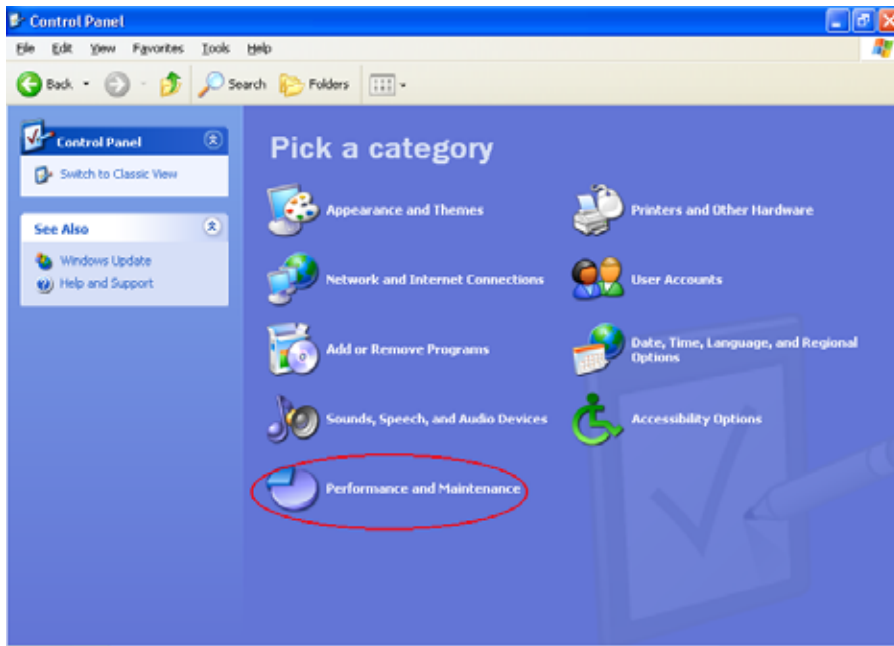 Control Panel
File Edit View Favorites Tools Help
Back Search Folders
Control Panel
Switch to Classic View
See Also
Windows Update
Help and Support
Pick a category
Appearance and Themes
Printers and Other Hardware
Network and Internet Connections
User Accounts
Add or Remove Programs
Date, Time, Language, and Regional
Options
Sounds, Speech, and Audio Devices
Accessibility Options
Performance and Maintenance